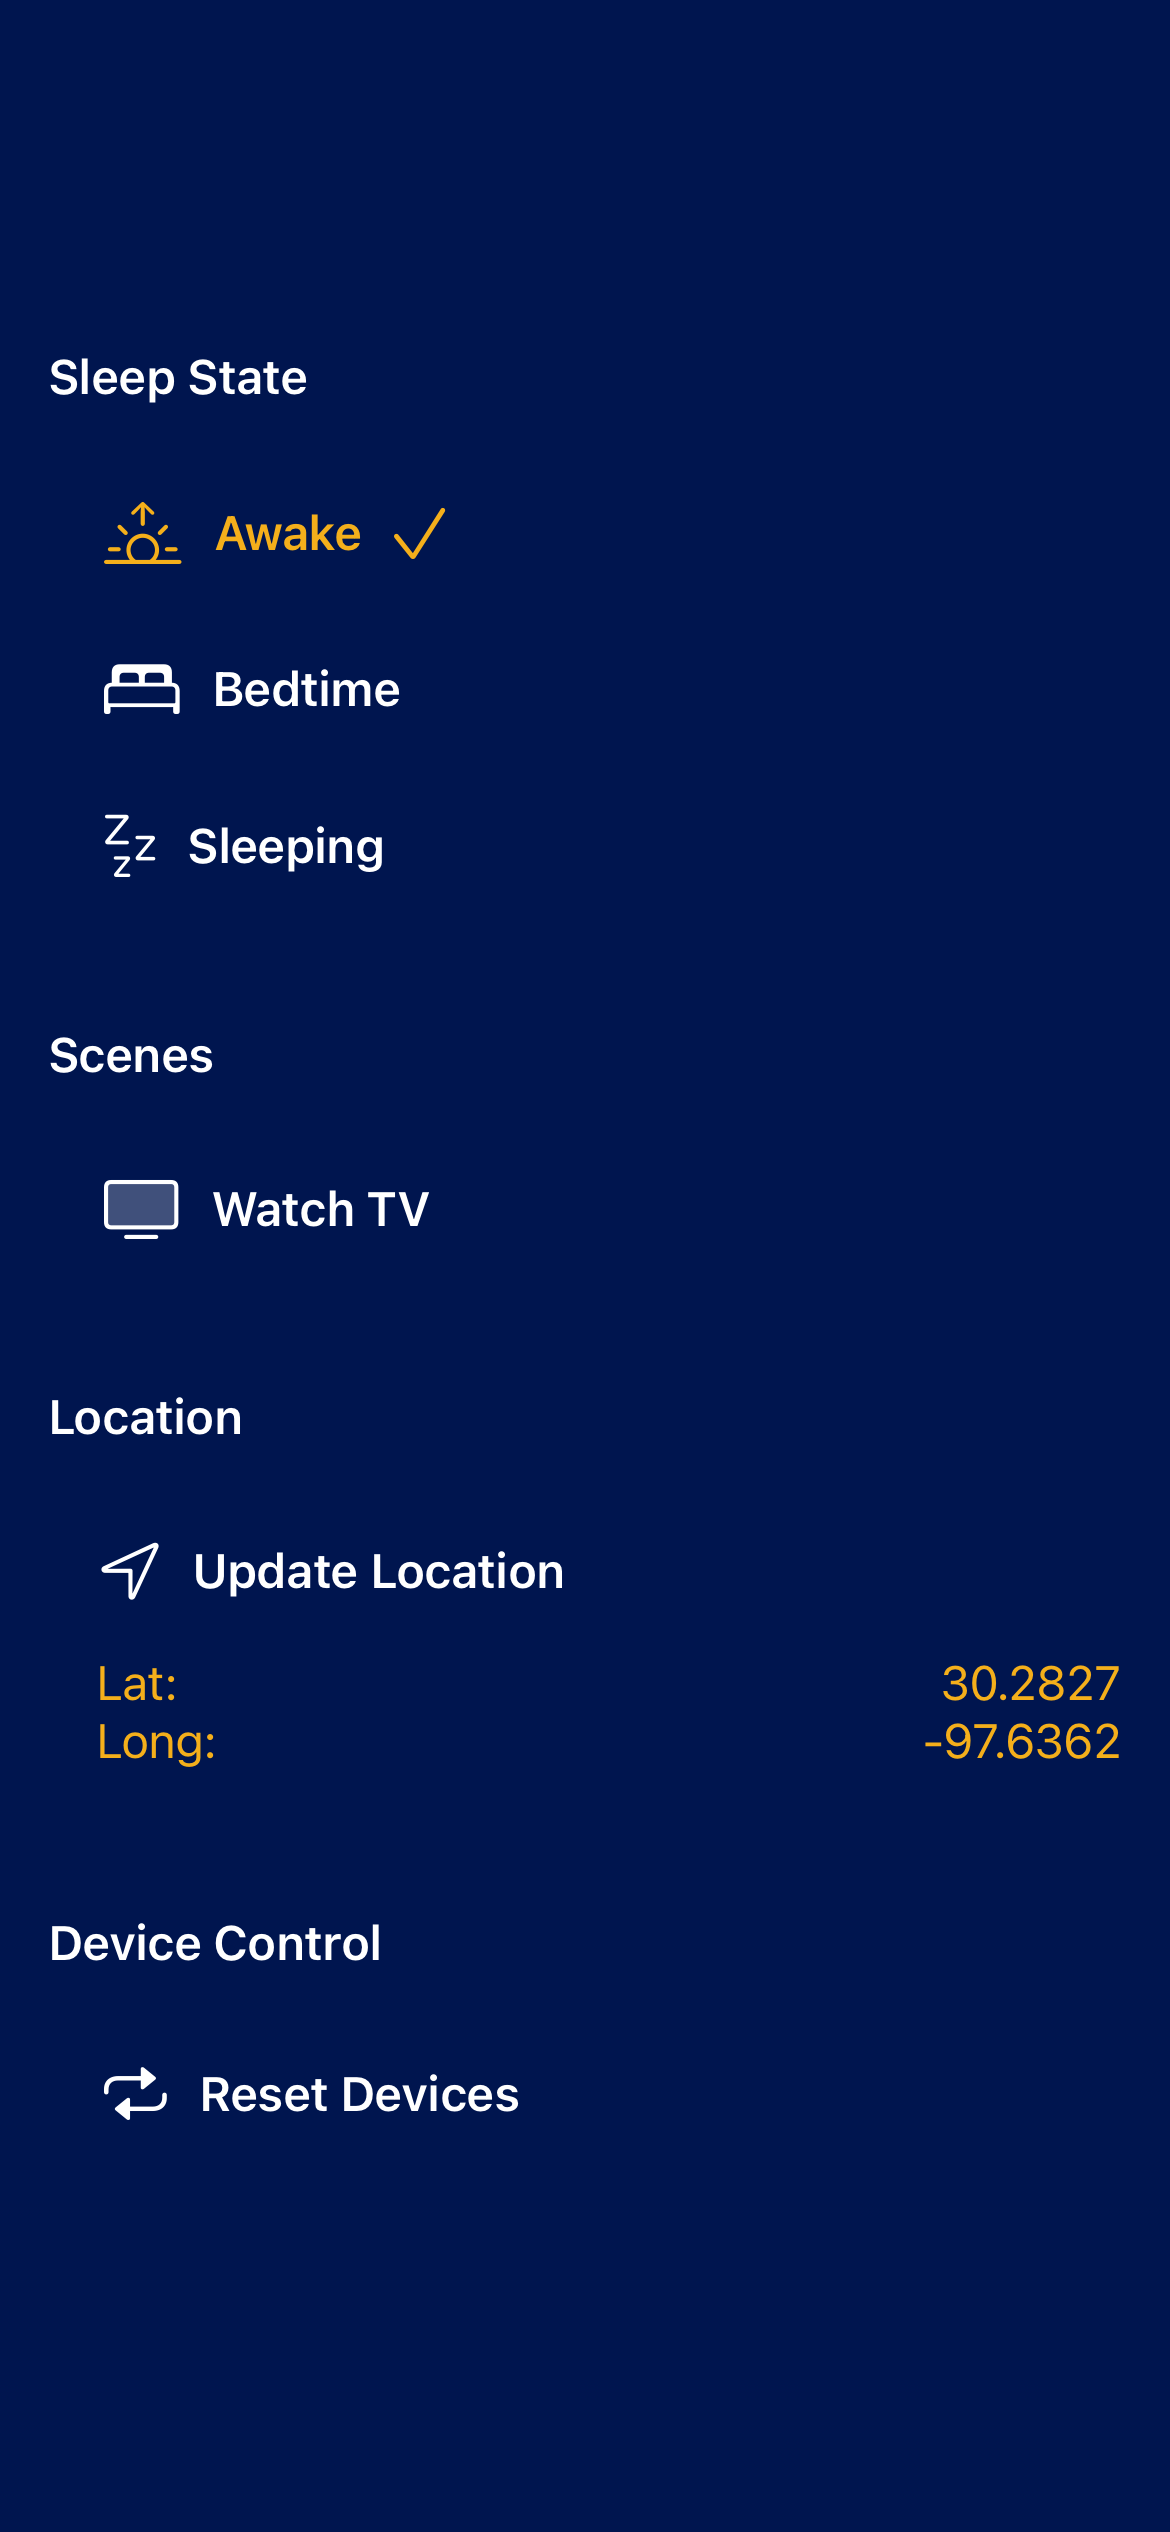 Sleep State
Awake
Bedtime
Sleeping
Scenes
Watch TV
Location
Update Location
Lat: 30.2827
Long: -97.6362
Device Control
Reset Devices